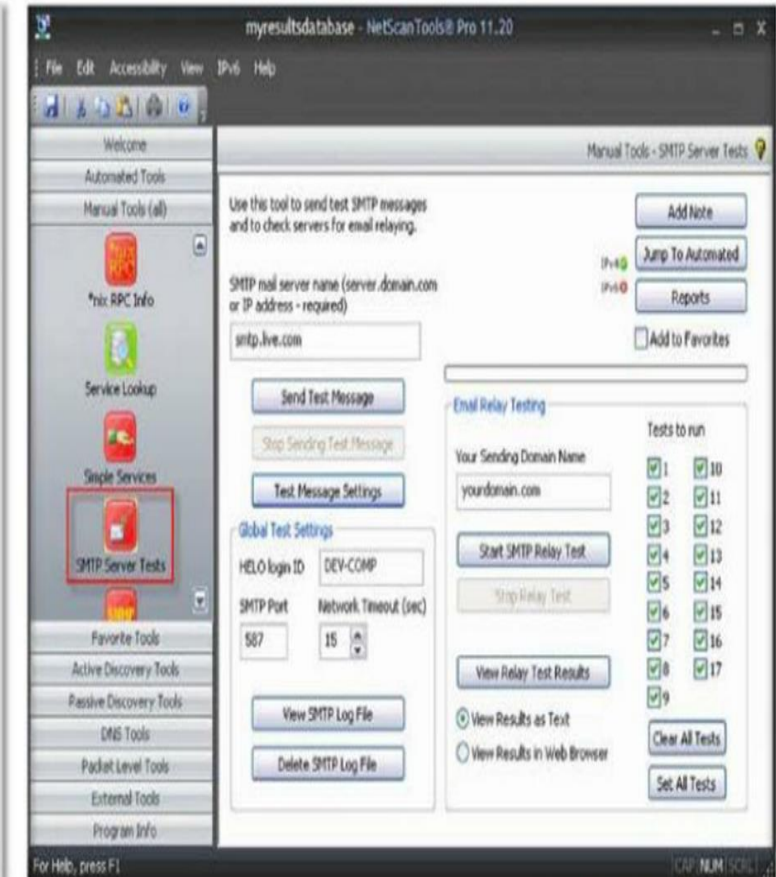 myresultsdatabase - NetScanTools® Pro 11.20
File Edit Accessibility View IPv6 Help
Welcome
Automated Tools
Manual Tools (all)
*nix RPC Info
Service Lookup
Simple Services
SMTP Server Tests
Favorite Tools
Active Discovery Tools
Passive Discovery Tools
DNS Tools
Packet Level Tools
External Tools
Program Info
For Help, press F1
Manual Tools - SMTP Server Tests
Use this tool to send test SMTP messages
and to check servers for email relaying.
Add Note
Jump To Automated
Reports
Add to Favorites
IPv4
IPv6
SMTP mail server name (server.domain.com
or IP address - required)
smtp.live.com
Send Test Message
Stop Sending Test Message
Test Message Settings
Global Test Settings
HELO login ID DEV-COMP
SMTP Port Network Timeout (sec)
587 15
View SMTP Log File
Delete SMTP Log File
Email Relay Testing
Your Sending Domain Name
yourdomain.com
Start SMTP Relay Test
Stop Relay Test
View Relay Test Results
View Results as Text
View Results in Web Browser
Tests to run
1 10
2 11
3 12
4 13
5 14
6 15
7 16
8 17
9
Clear All Tests
Set All Tests
CAP NUM SCRL